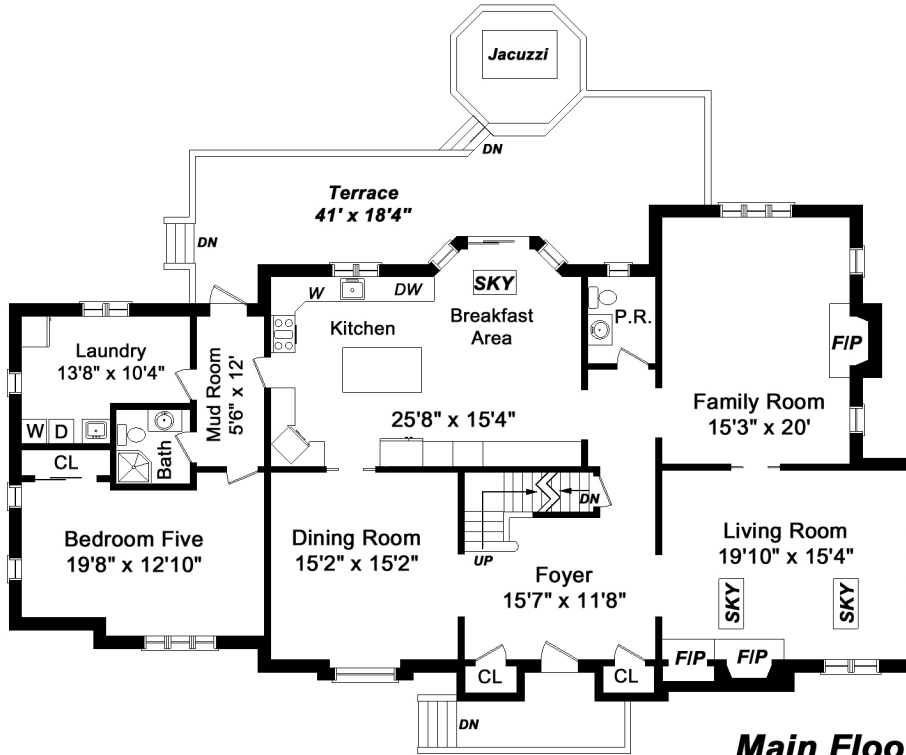 Jacuzzi
DN
Terrace
41' x 18'4"
DN
W
DW
SKY
Kitchen
Breakfast
Area
P.R.
F/P
Laundry
13'8" x 10'4"
Mud Room
5'6" x 12'
25'8" x 15'4"
Family Room
15'3" x 20'
W
D
Bath
CL
DN
Bedroom Five
19'8" x 12'10"
Dining Room
15'2" x 15'2"
UP
Foyer
15'7" x 11'8"
Living Room
19'10" x 15'4"
SKY
SKY
F/P
F/P
CL
CL
DN
Main Floo